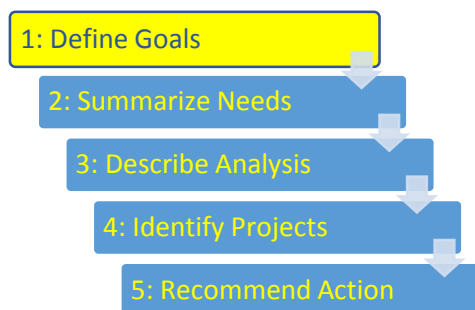 1: Define Goals
2: Summarize Needs
3: Describe Analysis
4: Identify Projects
5: Recommend Action